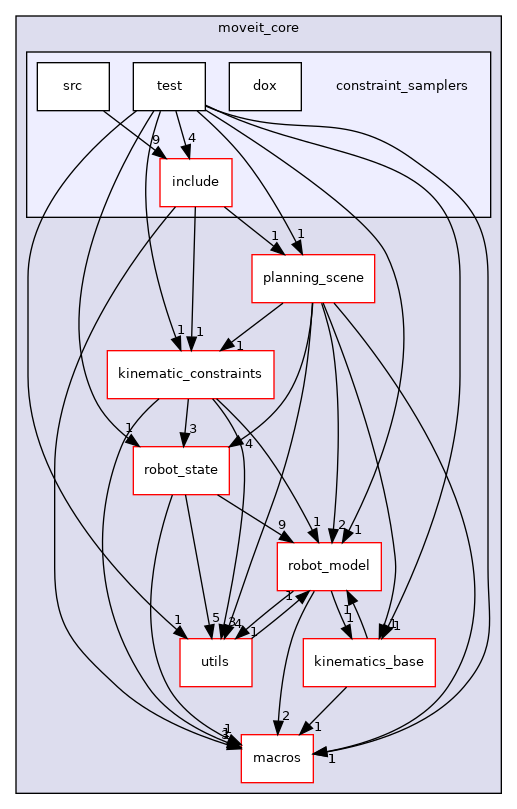 moveit_core
src
test
dox
constraint_samplers
9
4
include
1
1
planning_scene
1
1
1
kinematic_constraints
1
3
4
robot_state
9
1
2
1
robot_model
1
1
1
1
5
3
4
1
1
1
utils
kinematics_base
1
2
1
1
macros